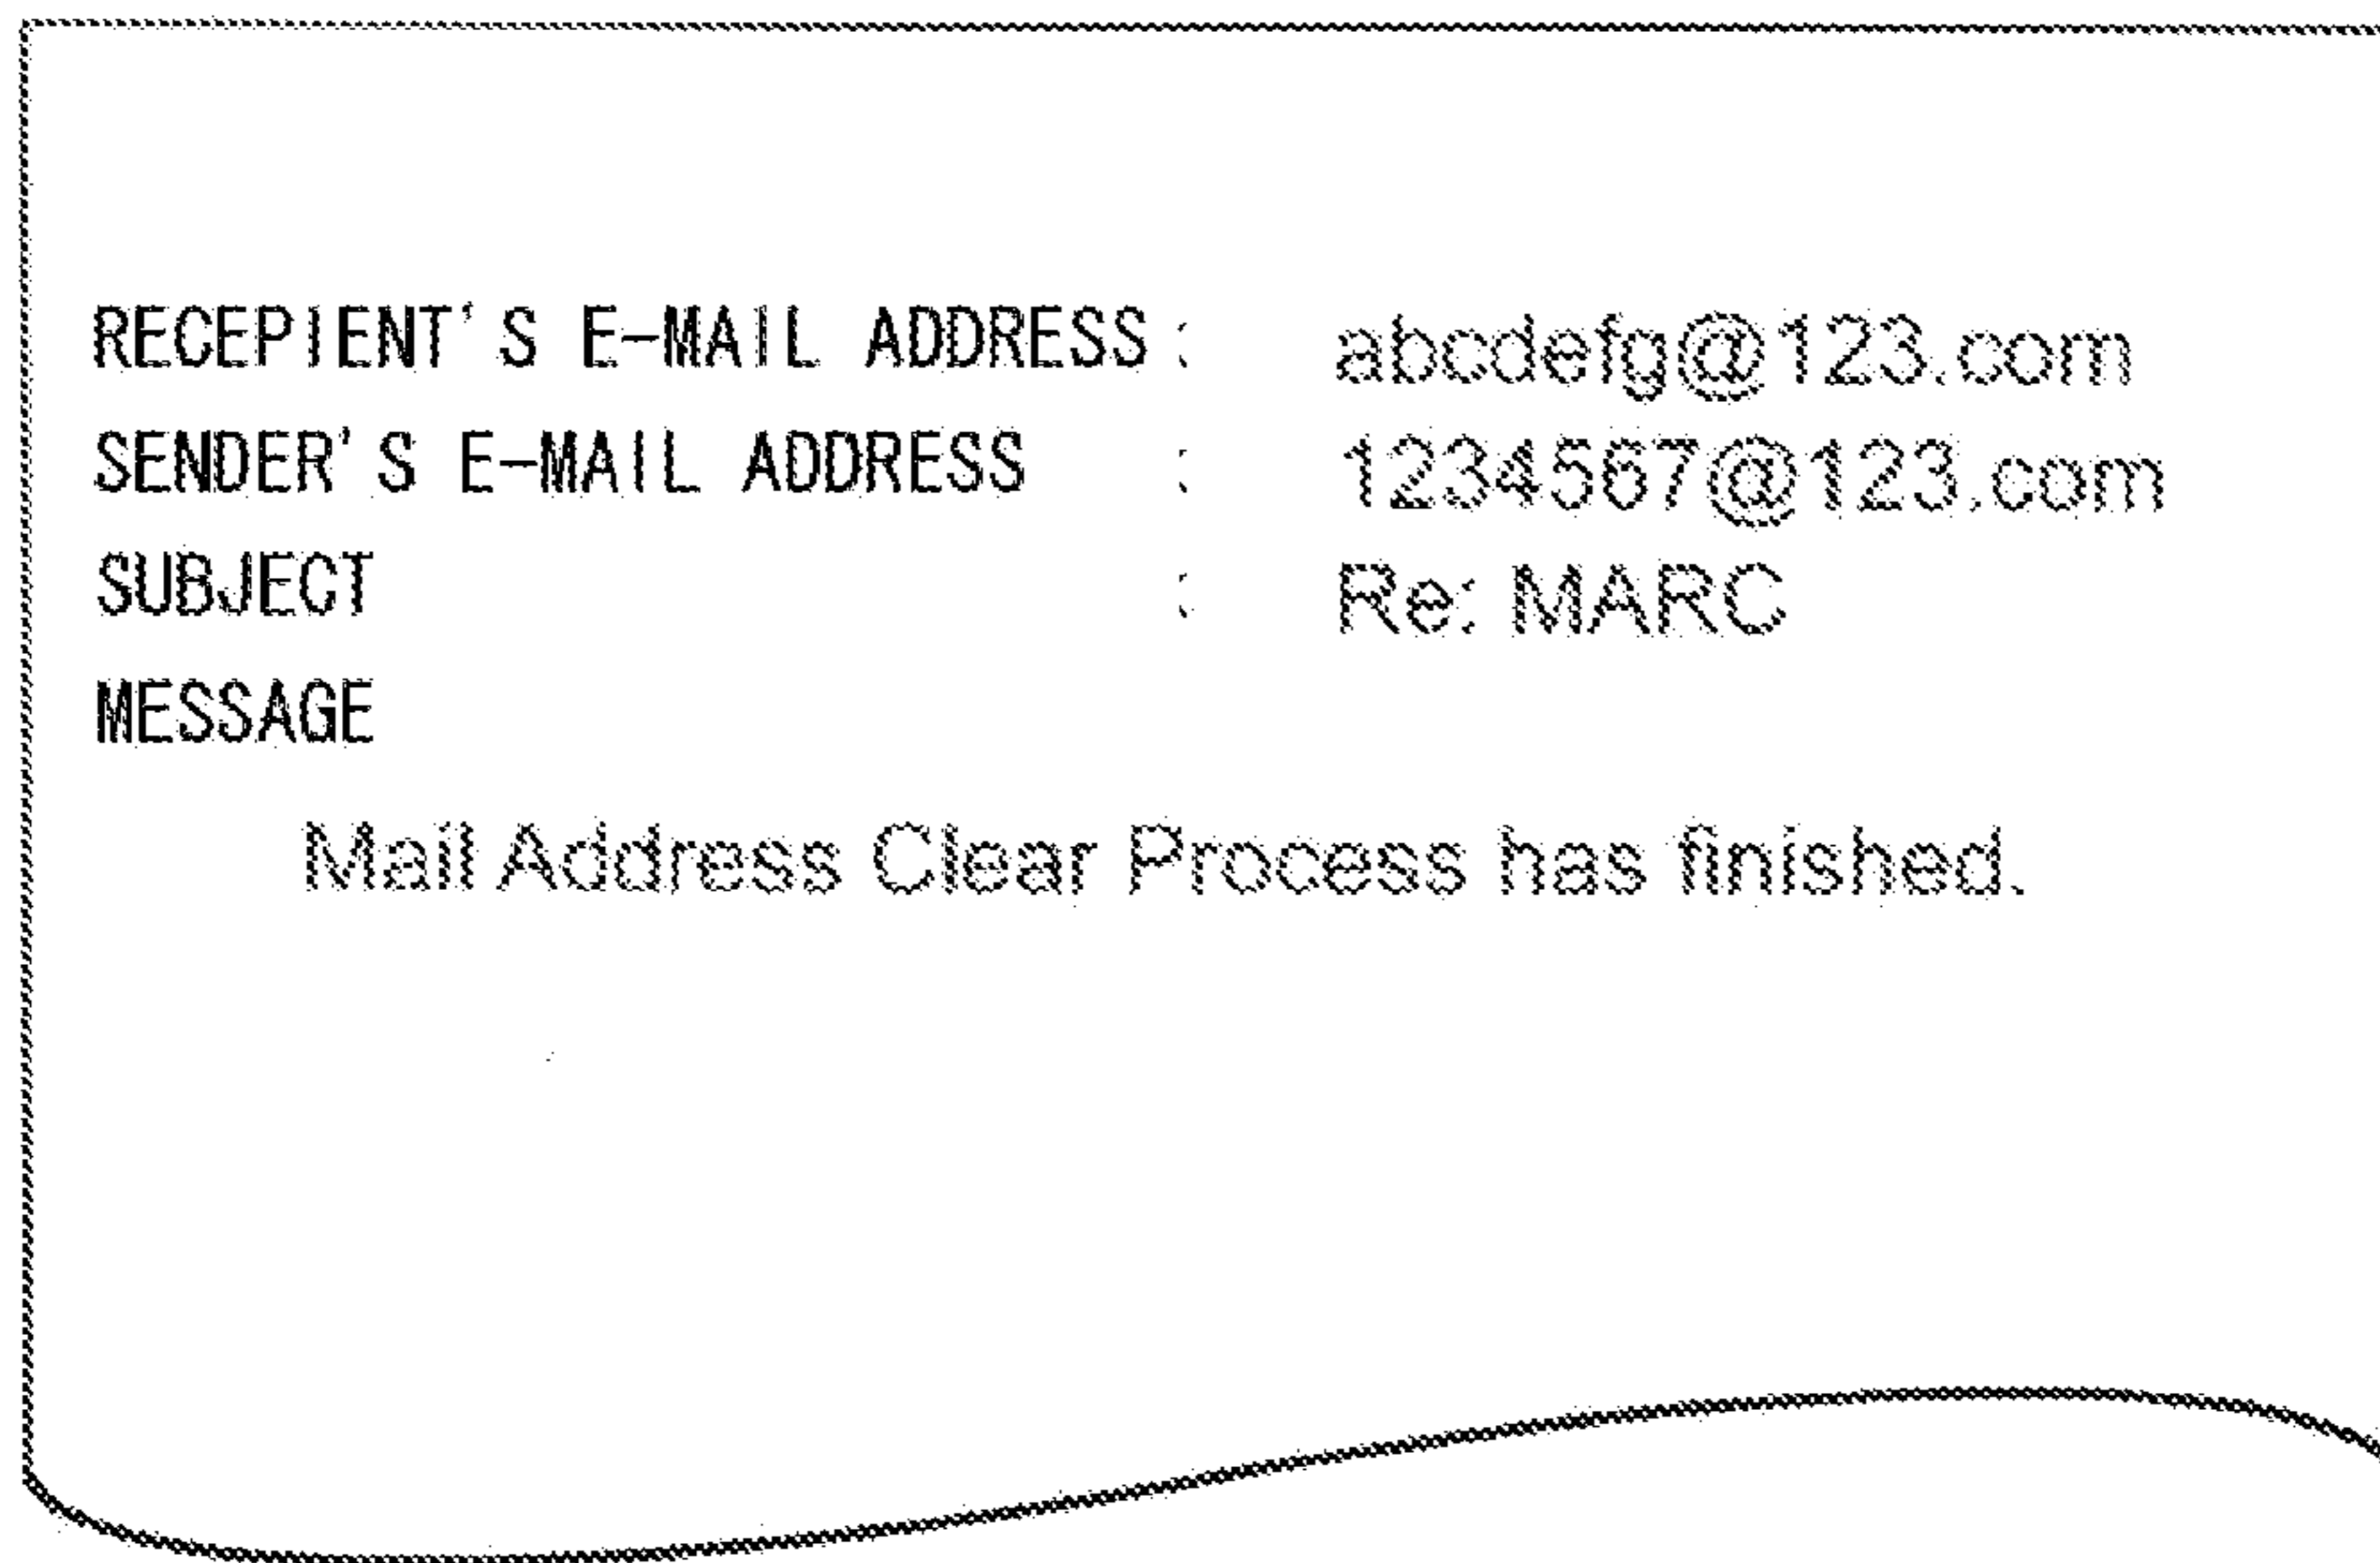 RECEPIENT'S E-MAIL ADDRESS: abcdefg@123.com
SENDER'S E-MAIL ADDRESS : 1234567@123.com
SUBJECT : Re: MARC
MESSAGE
Mail Address Clear Process has finished.